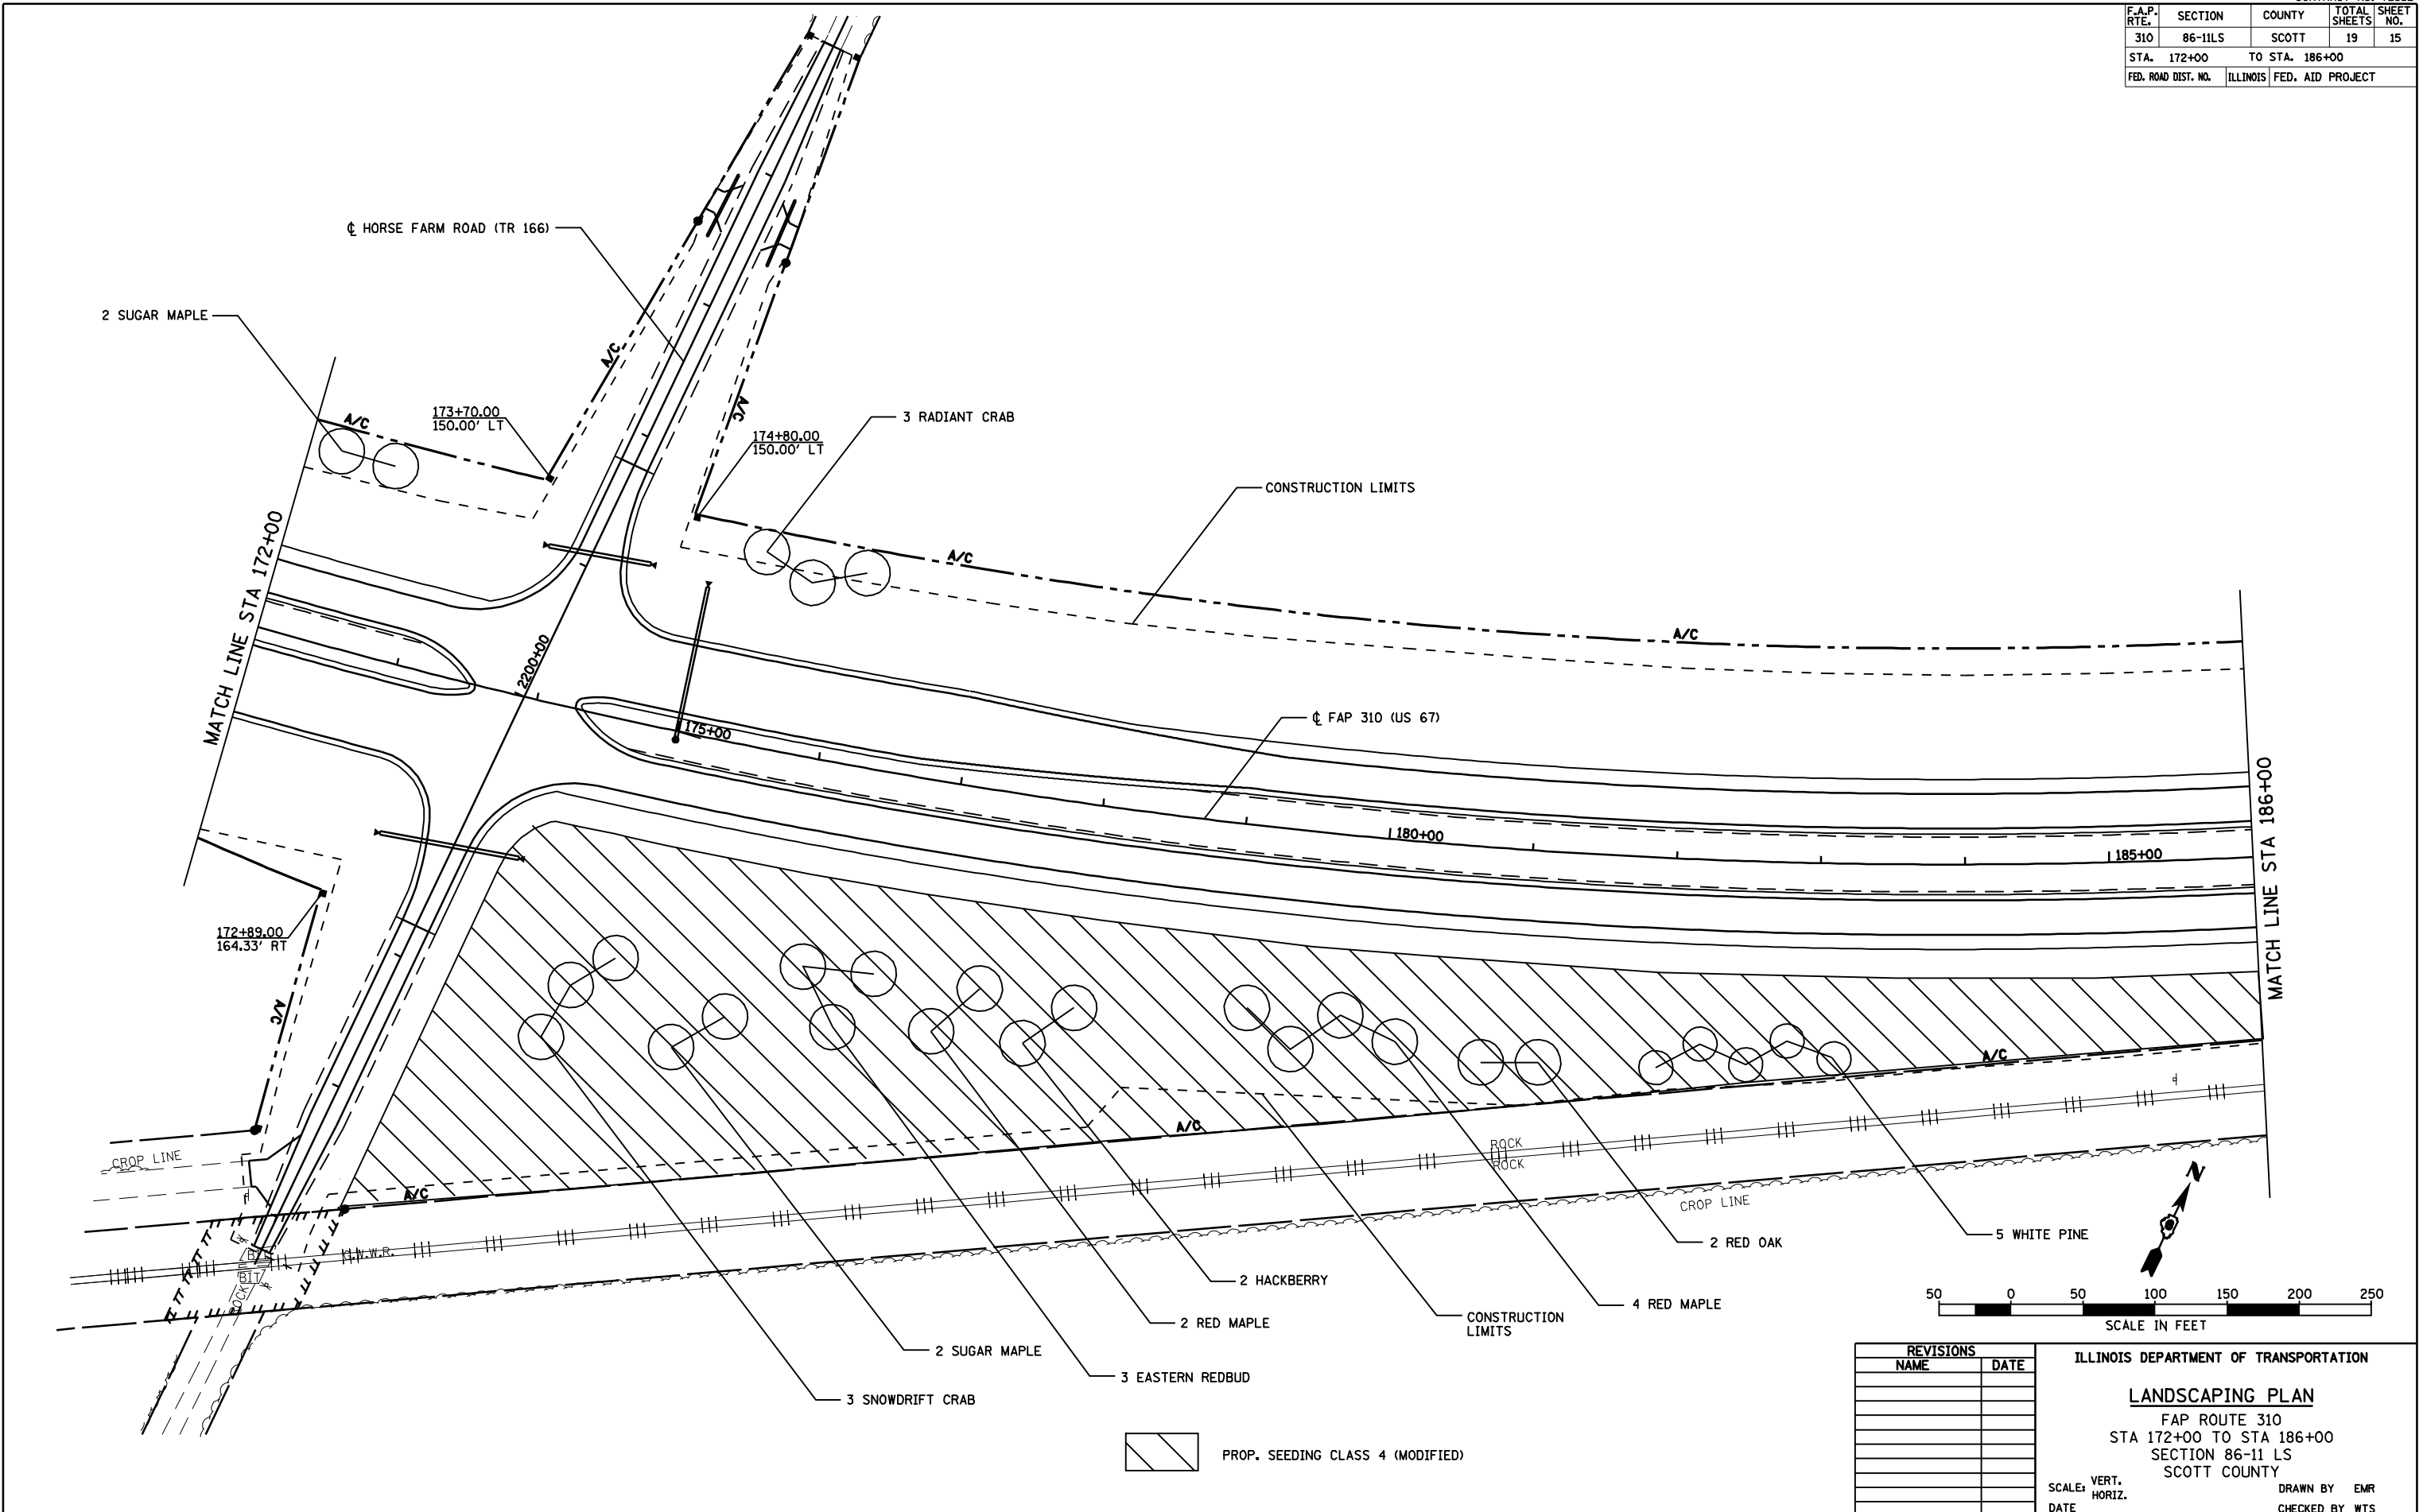 F.A.P. RTE. SECTION COUNTY TOTAL SHEETS SHEET NO.
310 86-11LS SCOTT 19 15
STA. 172+00 TO STA. 186+00
FED. ROAD DIST. NO. ILLINOIS FED. AID PROJECT
℄ HORSE FARM ROAD (TR 166)
2 SUGAR MAPLE
A/C
A/C
A/C
173+70.00
150.00' LT
174+80.00
150.00' LT
3 RADIANT CRAB
CONSTRUCTION LIMITS
A/C
A/C
MATCH LINE STA 172+00
2200+00
175+00
℄ FAP 310 (US 67)
180+00
185+00
MATCH LINE STA 186+00
172+89.00
164.33' RT
A/C
A/C
A/C
A/C
CROP LINE
ROCK
ROCK
CROP LINE
G.W.W.R.
BIT
ROCK
N
5 WHITE PINE
2 RED OAK
2 HACKBERRY
4 RED MAPLE
CONSTRUCTION
LIMITS
2 RED MAPLE
2 SUGAR MAPLE
3 EASTERN REDBUD
3 SNOWDRIFT CRAB
50 0 50 100 150 200 250
SCALE IN FEET
PROP. SEEDING CLASS 4 (MODIFIED)
REVISIONS
NAME DATE
ILLINOIS DEPARTMENT OF TRANSPORTATION
LANDSCAPING PLAN
FAP ROUTE 310
STA 172+00 TO STA 186+00
SECTION 86-11 LS
SCOTT COUNTY
SCALE: VERT.
HORIZ.
DRAWN BY EMR
DATE
CHECKED BY WTS